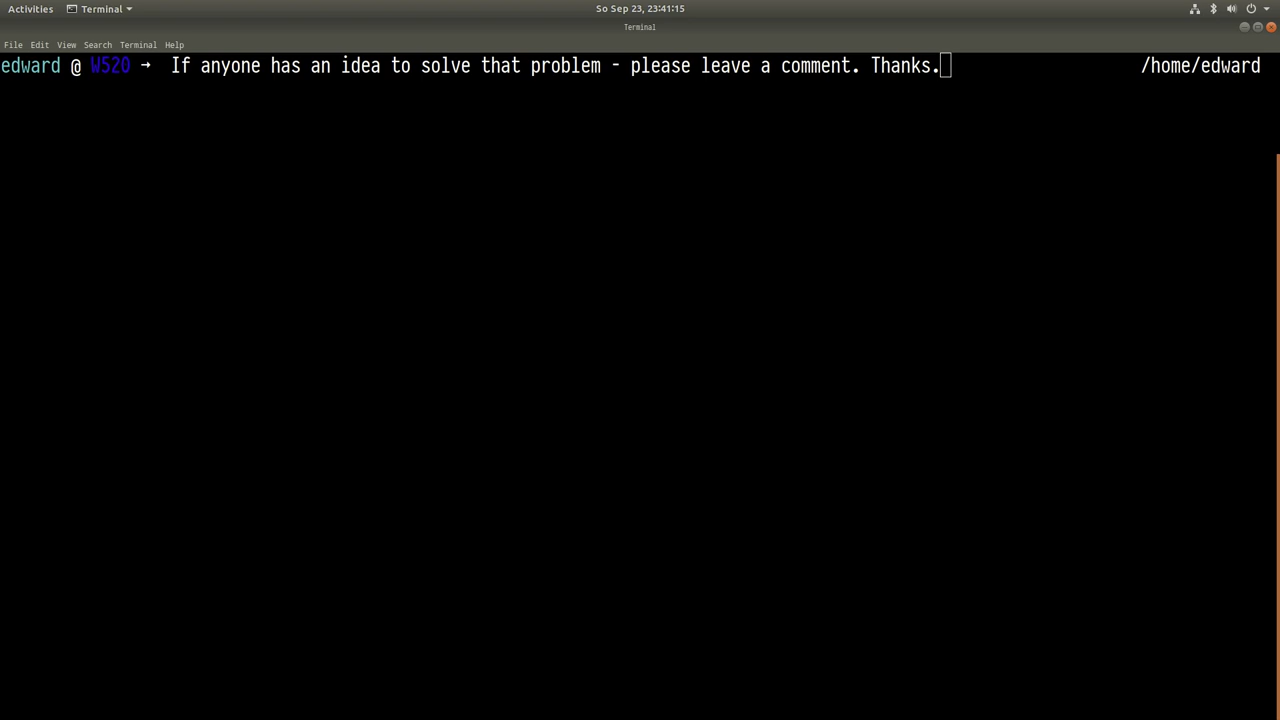 Activities Terminal So Sep 23, 23:41:15
Terminal
File Edit View Search Terminal Help
edward @ W520 → If anyone has an idea to solve that problem - please leave a comment. Thanks. /home/edward